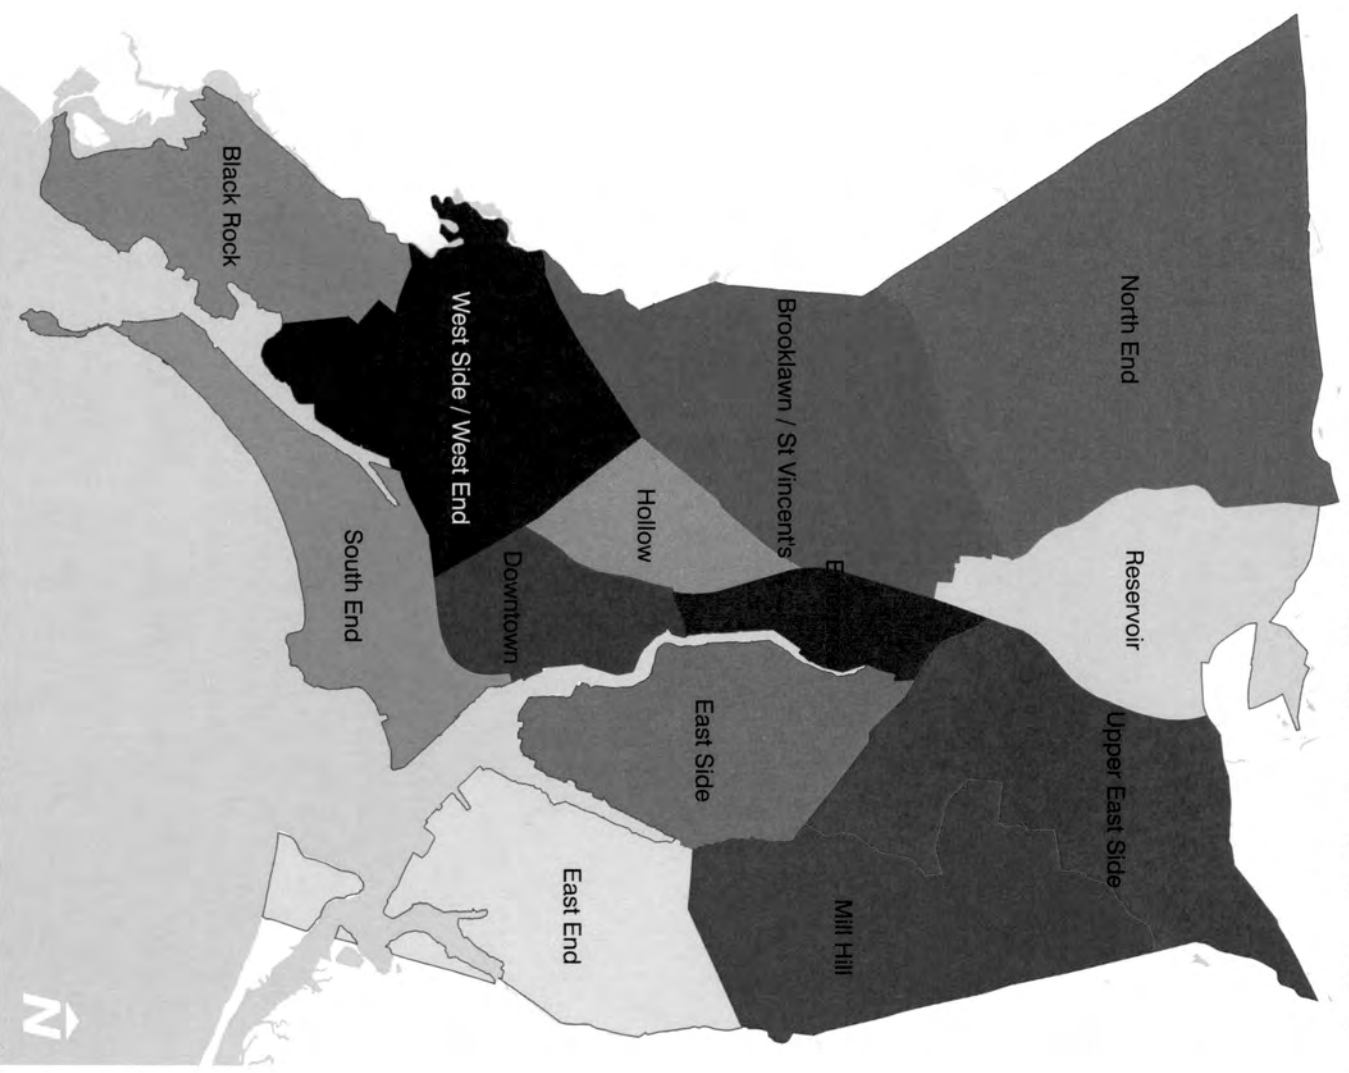 North End
Reservoir
Upper East Side
Brooklawn / St Vincent's
Mill Hill
East Side
Hollow
East End
Downtown
West Side / West End
South End
Black Rock
N